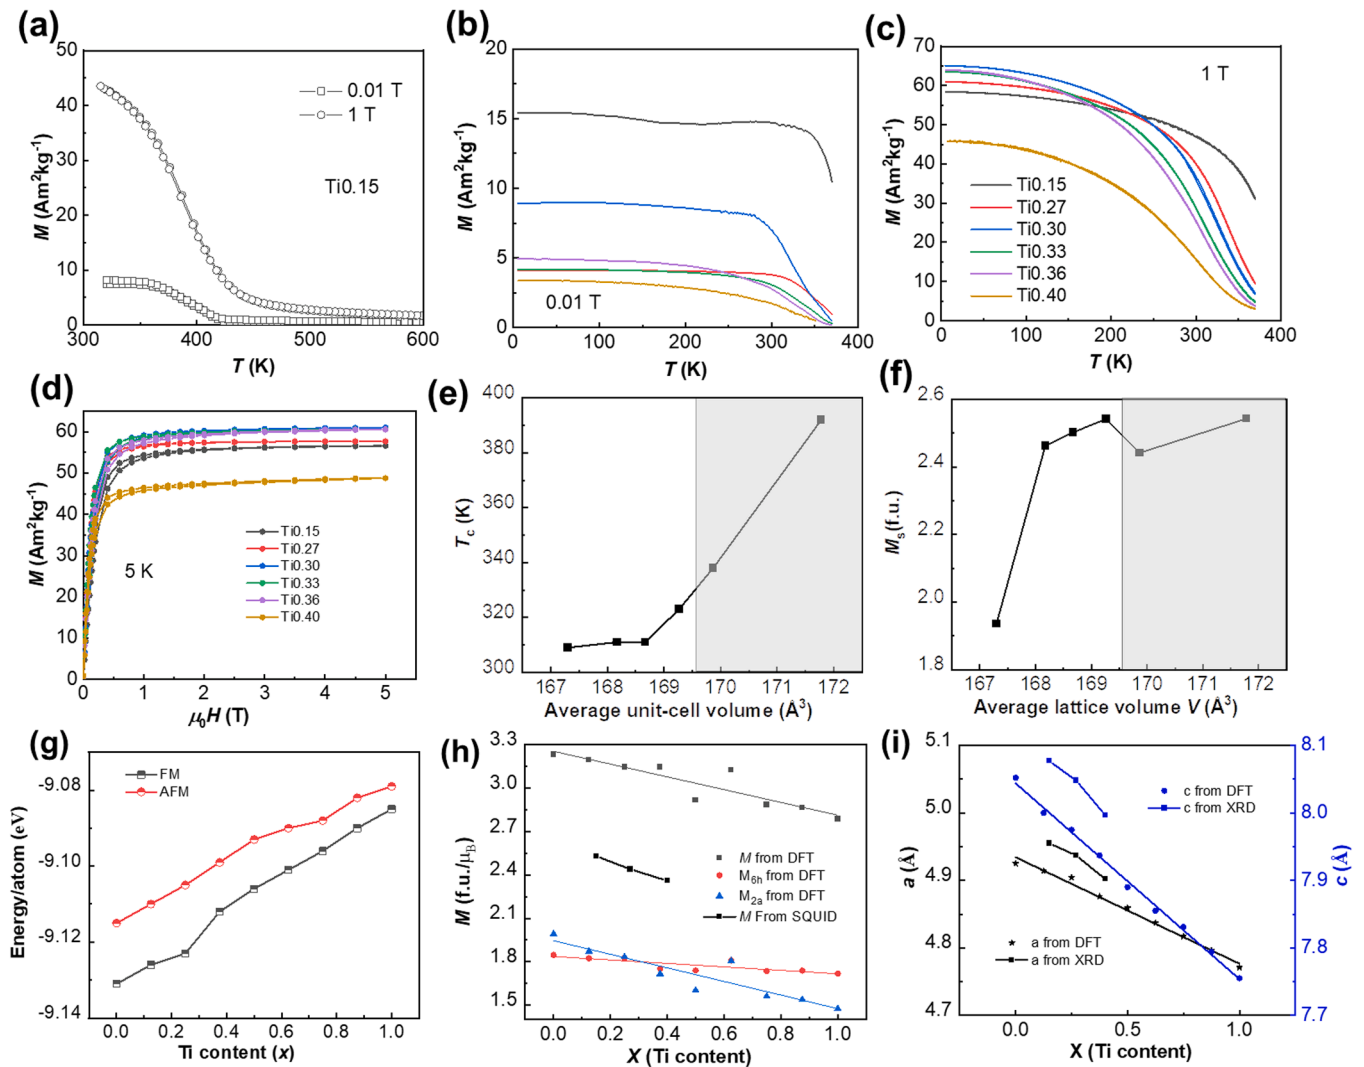 (a)
50
40
30
20
10
0
300
400
500
600
M (Am²kg⁻¹)
T (K)
0.01 T
1 T
Ti0.15
(b)
20
15
10
5
0
0
100
200
300
400
M (Am²kg⁻¹)
T (K)
0.01 T
(c)
70
60
50
40
30
20
10
0
0
100
200
300
400
M (Am²kg⁻¹)
T (K)
1 T
Ti0.15
Ti0.27
Ti0.30
Ti0.33
Ti0.36
Ti0.40
(d)
60
50
40
30
20
10
0
0
1
2
3
4
5
M (Am²kg⁻¹)
μ₀H (T)
5 K
Ti0.15
Ti0.27
Ti0.30
Ti0.33
Ti0.36
Ti0.40
(e)
400
380
360
340
320
300
167
168
169
170
171
172
T_c (K)
Average unit-cell volume (Å³)
(f)
2.6
2.4
2.2
2.0
1.8
167
168
169
170
171
172
M_s(f.u.)
Average lattice volume V (Å³)
(g)
-9.08
-9.10
-9.12
-9.14
0.0
0.2
0.4
0.6
0.8
1.0
Energy/atom (eV)
Ti content (x)
FM
AFM
(h)
3.3
3.0
2.7
2.4
2.1
1.8
1.5
0.0
0.2
0.4
0.6
0.8
1.0
M (f.u./μ_B)
X (Ti content)
M from DFT
M₆ₕ from DFT
M₂ₐ from DFT
M From SQUID
(i)
5.1
5.0
4.9
4.8
4.7
0.0
0.5
1.0
8.1
8.0
7.9
7.8
7.7
a (Å)
c (Å)
X (Ti content)
c from DFT
c from XRD
a from DFT
a from XRD